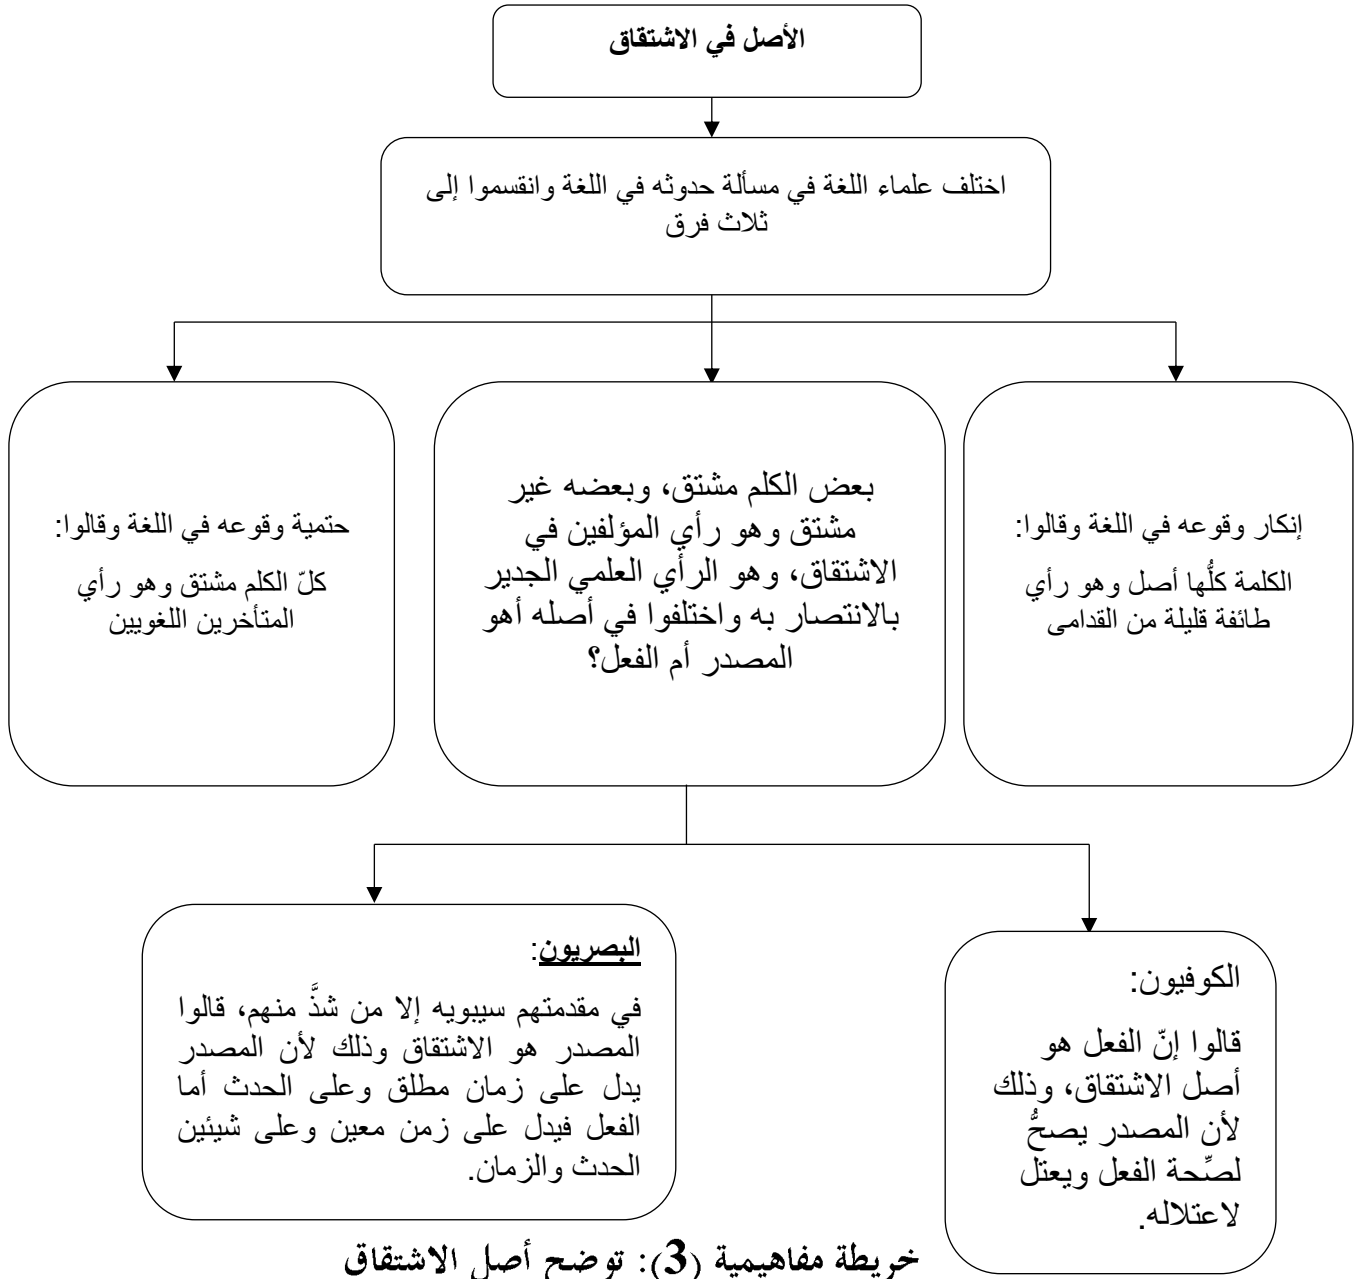 الأصل في الاشتقاق
اختلف علماء اللغة في مسألة حدوثه في اللغة وانقسموا إلى
ثلاث فرق
إنكار وقوعه في اللغة وقالوا:
الكلمة كلُّها أصل وهو رأي
طائفة قليلة من القدامى
بعض الكلم مشتق، وبعضه غير
مشتق وهو رأي المؤلفين في
الاشتقاق، وهو الرأي العلمي الجدير
بالانتصار به واختلفوا في أصله أهو
المصدر أم الفعل؟
حتمية وقوعه في اللغة وقالوا:
كلّ الكلم مشتق وهو رأي
المتأخرين اللغويين
الكوفيون:
قالوا إنّ الفعل هو
أصل الاشتقاق، وذلك
لأن المصدر يصحُّ
لصِّحة الفعل ويعتل
لاعتلاله.
البصريون:
في مقدمتهم سيبويه إلا من شذَّ منهم، قالوا
المصدر هو الاشتقاق وذلك لأن المصدر
يدل على زمان مطلق وعلى الحدث أما
الفعل فيدل على زمن معين وعلى شيئين
الحدث والزمان.
خريطة مفاهيمية (3): توضح أصل الاشتقاق